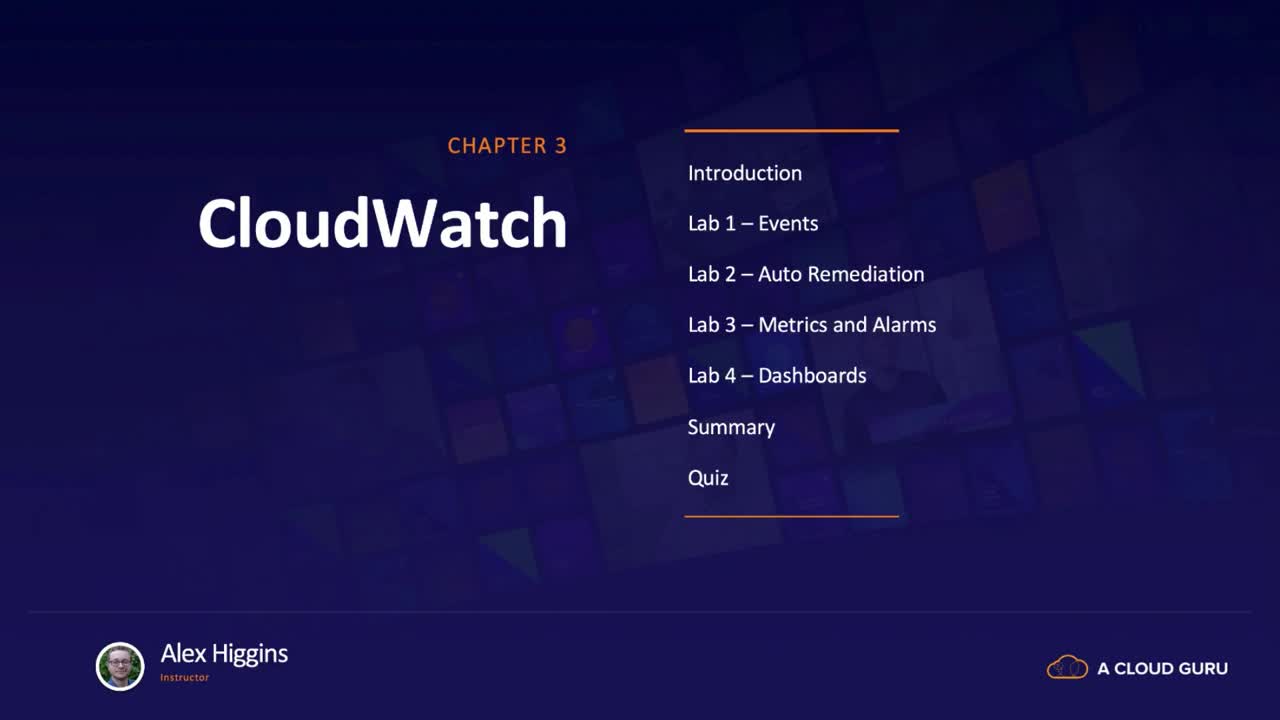 CHAPTER 3
CloudWatch
Introduction
Lab 1 – Events
Lab 2 – Auto Remediation
Lab 3 – Metrics and Alarms
Lab 4 – Dashboards
Summary
Quiz
Alex Higgins
Instructor
A CLOUD GURU